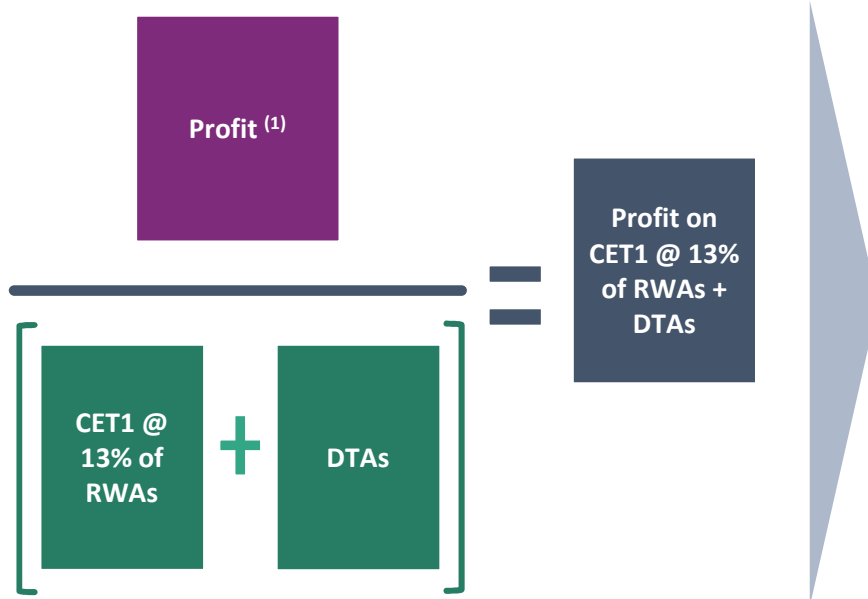 Profit (1)
Profit on
CET1 @ 13%
of RWAs +
DTAs
CET1 @
13% of
RWAs
+
DTAs